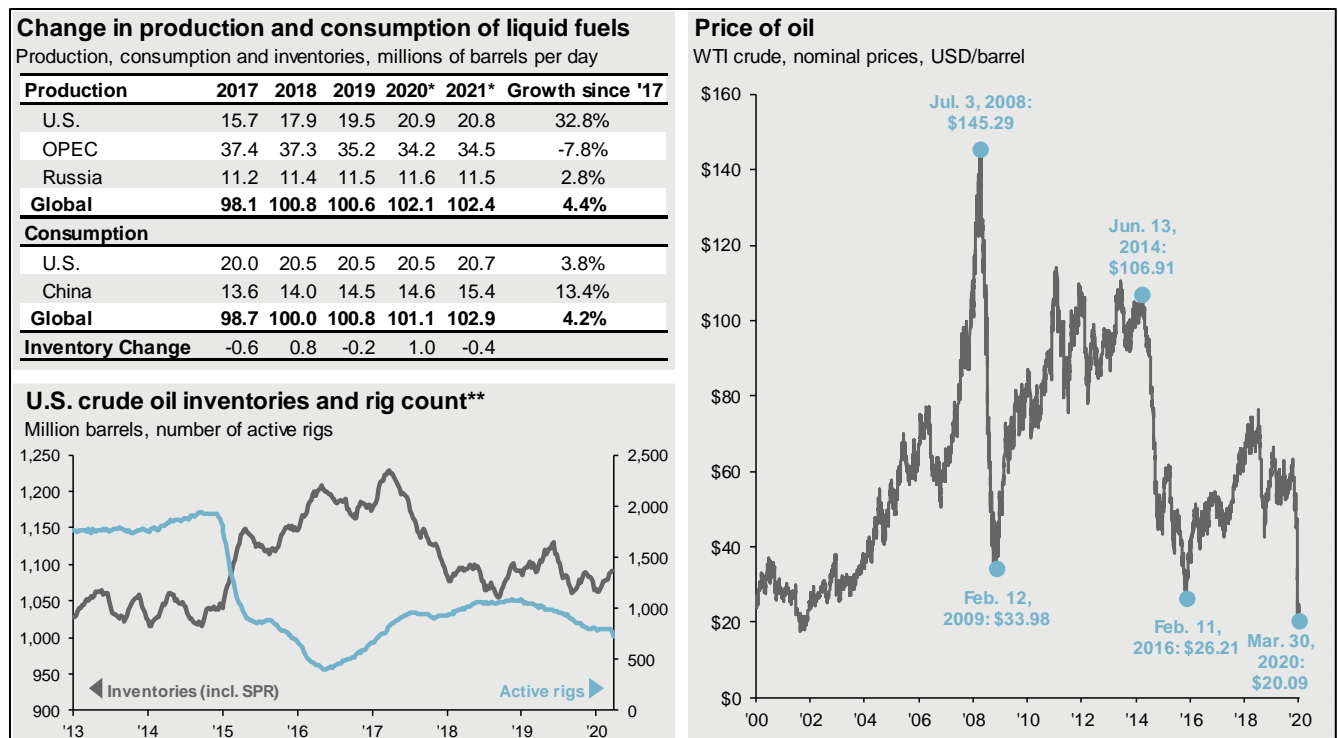 Change in production and consumption of liquid fuels
Production, consumption and inventories, millions of barrels per day
Production 2017 2018 2019 2020* 2021* Growth since '17
U.S. 15.7 17.9 19.5 20.9 20.8 32.8%
OPEC 37.4 37.3 35.2 34.2 34.5 -7.8%
Russia 11.2 11.4 11.5 11.6 11.5 2.8%
Global 98.1 100.8 100.6 102.1 102.4 4.4%
Consumption
U.S. 20.0 20.5 20.5 20.5 20.7 3.8%
China 13.6 14.0 14.5 14.6 15.4 13.4%
Global 98.7 100.0 100.8 101.1 102.9 4.2%
Inventory Change -0.6 0.8 -0.2 1.0 -0.4
U.S. crude oil inventories and rig count**
Million barrels, number of active rigs
1,250 2,500
1,200 2,000
1,150
1,500
1,100
1,050 1,000
1,000
500
950
Inventories (incl. SPR) Active rigs
900 0
'13 '14 '15 '16 '17 '18 '19 '20
Price of oil
WTI crude, nominal prices, USD/barrel
$160
Jul. 3, 2008:
$145.29
$140
$120
Jun. 13,
2014:
$106.91
$100
$80
$60
$40
Feb. 12,
2009: $33.98
$20
Feb. 11,
2016: $26.21
Mar. 30,
2020:
$20.09
$0
'00 '02 '04 '06 '08 '10 '12 '14 '16 '18 '20